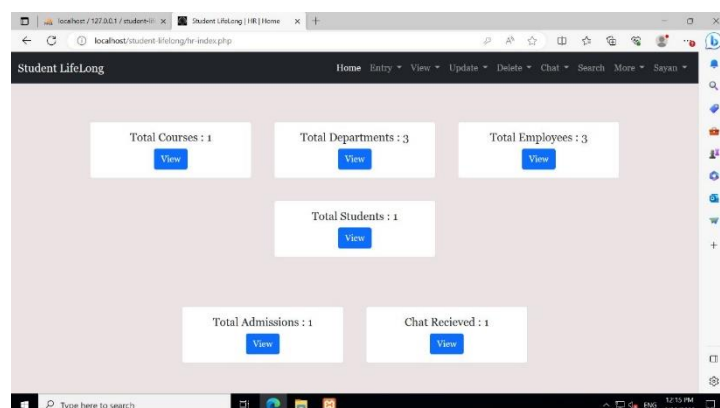 localhost / 127.0.0.1 / student-lif
Student LifeLong | HR | Home
localhost/student-lifelong/hr-index.php
Student LifeLong
Home Entry View Update Delete Chat Search More Sayan
Total Courses : 1
View
Total Departments : 3
View
Total Employees : 3
View
Total Students : 1
View
Total Admissions : 1
View
Chat Recieved : 1
View
Type here to search
ENG
12:15 PM